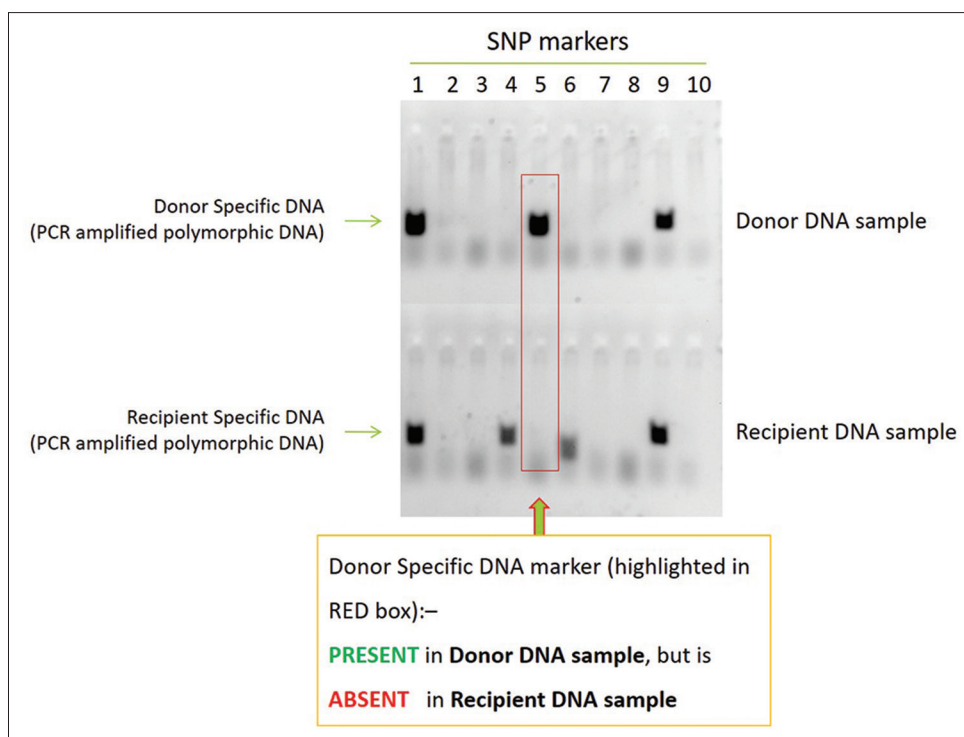 SNP markers
1 2 3 4 5 6 7 8 9 10
Donor Specific DNA
(PCR amplified polymorphic DNA)
Donor DNA sample
Recipient Specific DNA
(PCR amplified polymorphic DNA)
Recipient DNA sample
Donor Specific DNA marker (highlighted in
RED box):–
PRESENT in Donor DNA sample, but is
ABSENT in Recipient DNA sample